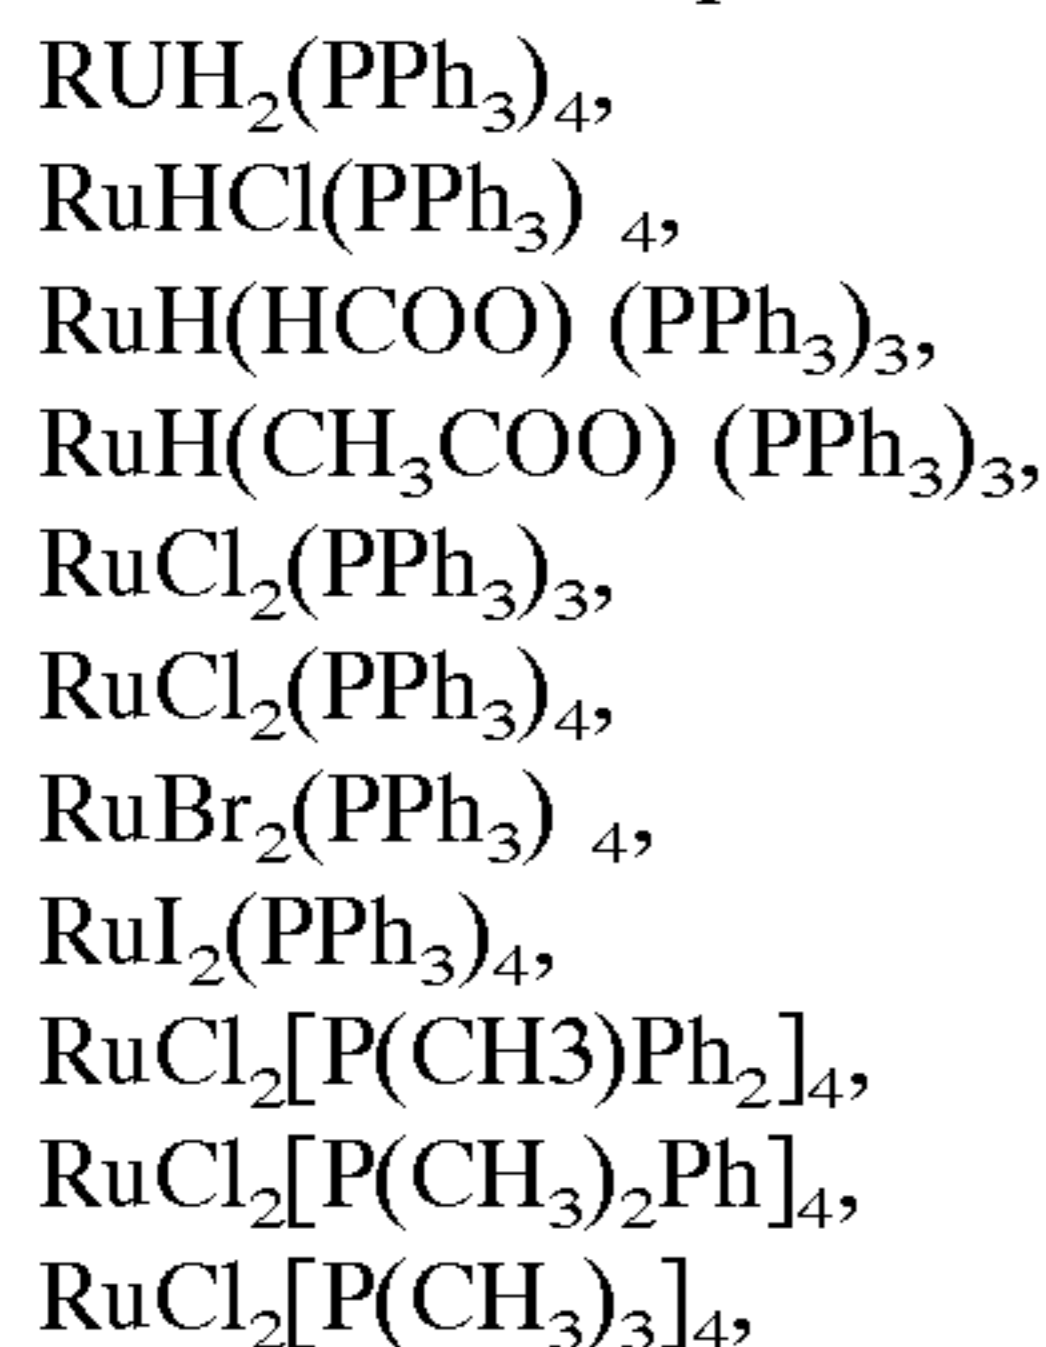 RUH₂(PPh₃)₄,
RuHCl(PPh₃) ₄,
RuH(HCOO) (PPh₃)₃,
RuH(CH₃COO) (PPh₃)₃,
RuCl₂(PPh₃)₃,
RuCl₂(PPh₃)₄,
RuBr₂(PPh₃) ₄,
RuI₂(PPh₃)₄,
RuCl₂[P(CH3)Ph₂]₄,
RuCl₂[P(CH₃)₂Ph]₄,
RuCl₂[P(CH₃)₃]₄,